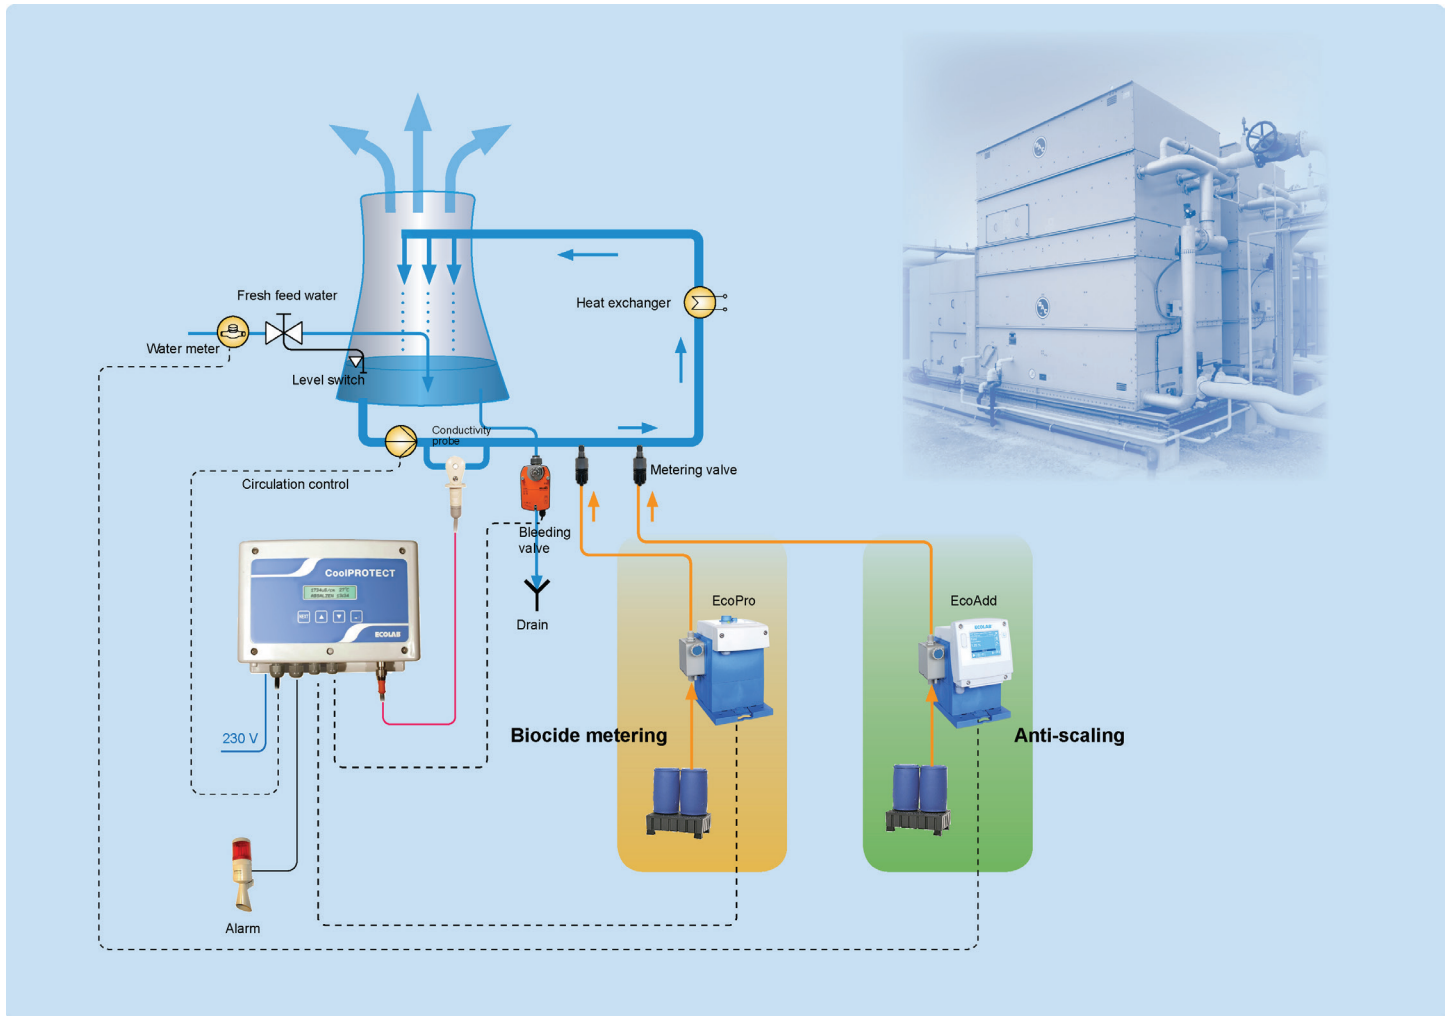 Fresh feed water
Water meter
Level switch
Heat exchanger
Conductivity
probe
Circulation control
Metering valve
Bleeding
valve
Drain
CoolPROTECT
ECOLAB
230 V
Alarm
EcoPro
Biocide metering
EcoAdd
ECOLAB
Anti-scaling